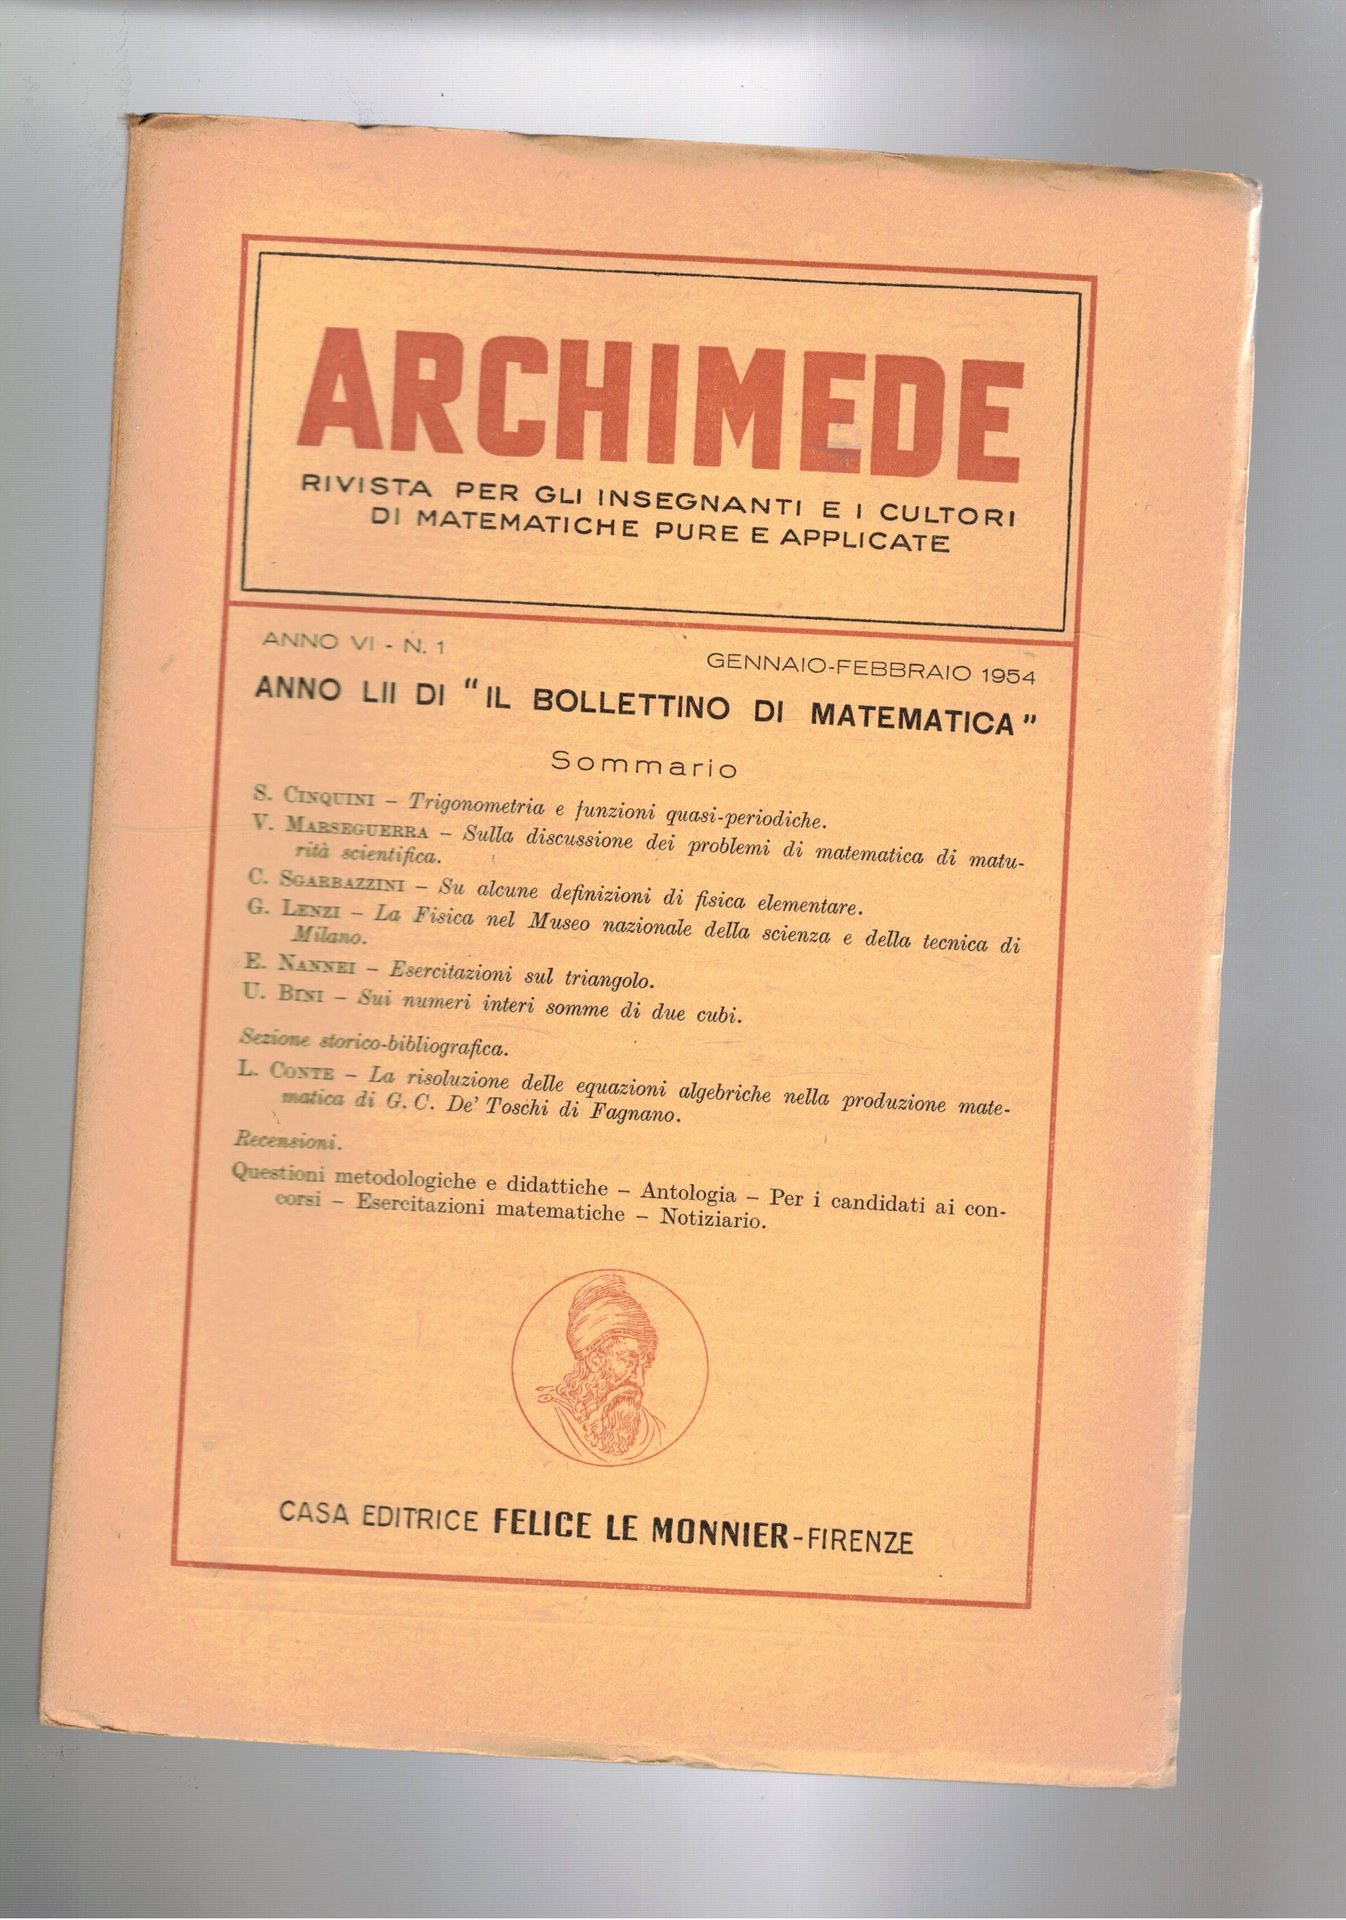 ARCHIMEDE
RIVISTA PER GLI INSEGNANTI E I CULTORI
DI MATEMATICHE PURE E APPLICATE
ANNO VI - N. 1
GENNAIO-FEBBRAIO 1954
ANNO LII DI "IL BOLLETTINO DI MATEMATICA"
Sommario
S. CINQUINI – Trigonometria e funzioni quasi-periodiche.
V. MARSEGUERRA – Sulla discussione dei problemi di matematica di matu-
rità scientifica.
C. SGARBAZZINI – Su alcune definizioni di fisica elementare.
G. LENZI – La Fisica nel Museo nazionale della scienza e della tecnica di
Milano.
E. NANNEI – Esercitazioni sul triangolo.
U. BINI – Sui numeri interi somme di due cubi.
Sezione storico-bibliografica.
L. CONTE – La risoluzione delle equazioni algebriche nella produzione mate-
matica di G. C. De' Toschi di Fagnano.
Recensioni.
Questioni metodologiche e didattiche – Antologia – Per i candidati ai con-
corsi – Esercitazioni matematiche – Notiziario.
CASA EDITRICE FELICE LE MONNIER-FIRENZE